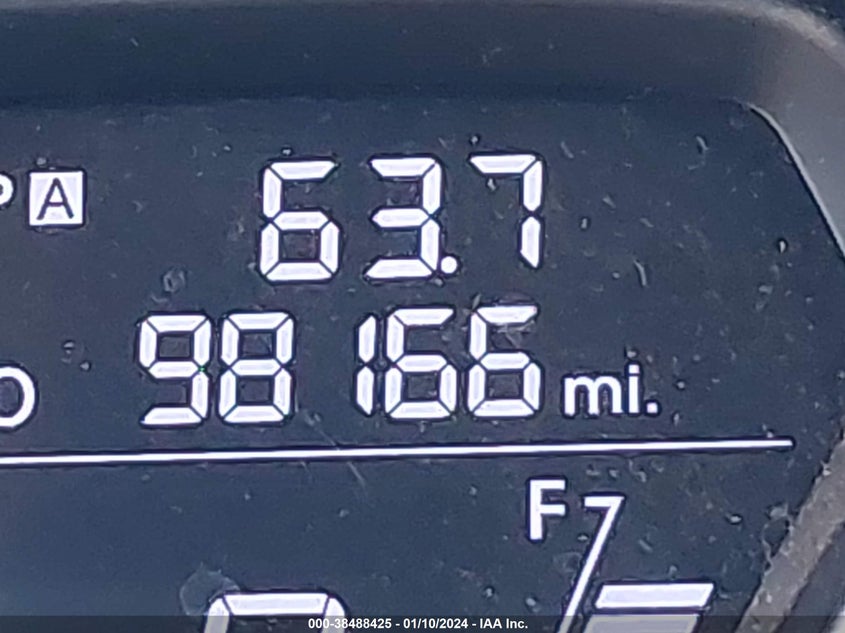 P A 63.7
O 98166 mi.
F
000-38488425 - 01/10/2024 - IAA Inc.